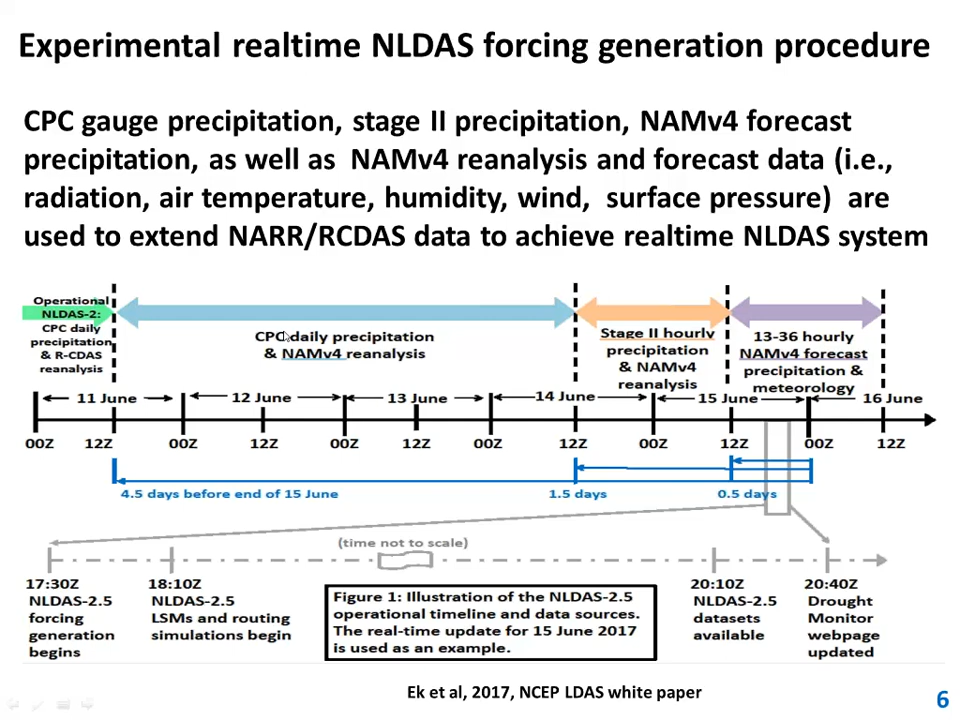 Experimental realtime NLDAS forcing generation procedure
CPC gauge precipitation, stage II precipitation, NAMv4 forecast
precipitation, as well as NAMv4 reanalysis and forecast data (i.e.,
radiation, air temperature, humidity, wind, surface pressure) are
used to extend NARR/RCDAS data to achieve realtime NLDAS system
Operational
NLDAS-2:
CPC daily
precipitation
& R-CDAS
reanalysis
CPC daily precipitation
& NAMv4 reanalysis
Stage II hourly
precipitation
& NAMv4
reanalysis
13-36 hourly
NAMv4 forecast
precipitation &
meteorology
11 June 12 June 13 June 14 June 15 June 16 June
00Z 12Z 00Z 12Z 00Z 12Z 00Z 12Z 00Z 12Z 00Z 12Z
4.5 days before end of 15 June 1.5 days 0.5 days
(time not to scale)
17:30Z
NLDAS-2.5
forcing
generation
begins
18:10Z
NLDAS-2.5
LSMs and routing
simulations begin
Figure 1: Illustration of the NLDAS-2.5
operational timeline and data sources.
The real-time update for 15 June 2017
is used as an example.
20:10Z
NLDAS-2.5
datasets
available
20:40Z
Drought
Monitor
webpage
updated
Ek et al, 2017, NCEP LDAS white paper
6